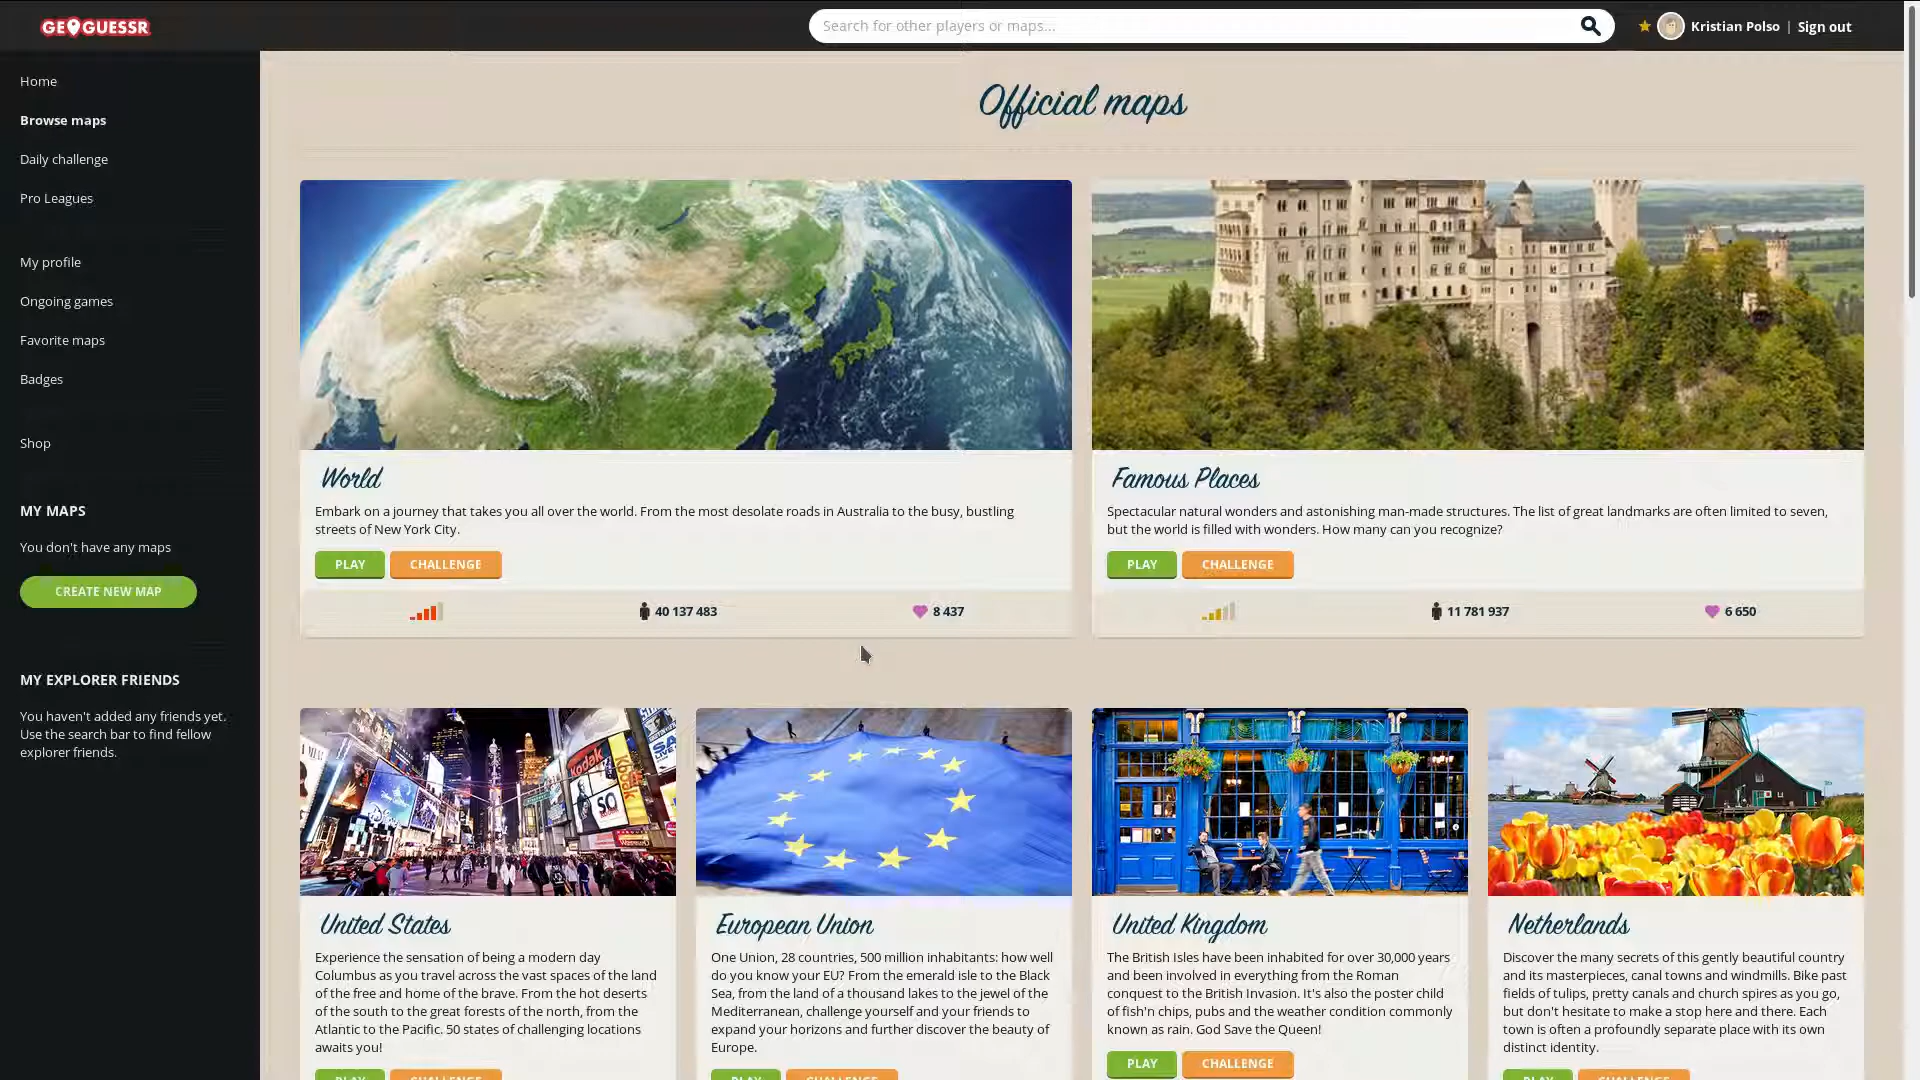 GEOGUESSR
Search for other players or maps...
Kristian Polso | Sign out
Home
Browse maps
Daily challenge
Pro Leagues
My profile
Ongoing games
Favorite maps
Badges
Shop
MY MAPS
You don't have any maps
CREATE NEW MAP
MY EXPLORER FRIENDS
You haven't added any friends yet.
Use the search bar to find fellow
explorer friends.
Official maps
World
Embark on a journey that takes you all over the world. From the most desolate roads in Australia to the busy, bustling
streets of New York City.
PLAY CHALLENGE
40 137 483 8 437
Famous Places
Spectacular natural wonders and astonishing man-made structures. The list of great landmarks are often limited to seven,
but the world is filled with wonders. How many can you recognize?
PLAY CHALLENGE
11 781 937 6 650
Kodak
Kodak
SO
United States
Experience the sensation of being a modern day
Columbus as you travel across the vast spaces of the land
of the free and home of the brave. From the hot deserts
of the south to the great forests of the north, from the
Atlantic to the Pacific. 50 states of challenging locations
awaits you!
PLAY CHALLENGE
European Union
One Union, 28 countries, 500 million inhabitants: how well
do you know your EU? From the emerald isle to the Black
Sea, from the land of a thousand lakes to the jewel of the
Mediterranean, challenge yourself and your friends to
expand your horizons and further discover the beauty of
Europe.
PLAY CHALLENGE
United Kingdom
The British Isles have been inhabited for over 30,000 years
and been involved in everything from the Roman
conquest to the British Invasion. It's also the poster child
of fish'n chips, pubs and the weather condition commonly
known as rain. God Save the Queen!
PLAY CHALLENGE
Netherlands
Discover the many secrets of this gently beautiful country
and its masterpieces, canal towns and windmills. Bike past
fields of tulips, pretty canals and church spires as you go,
but don't hesitate to make a stop here and there. Each
town is often a profoundly separate place with its own
distinct identity.
PLAY CHALLENGE